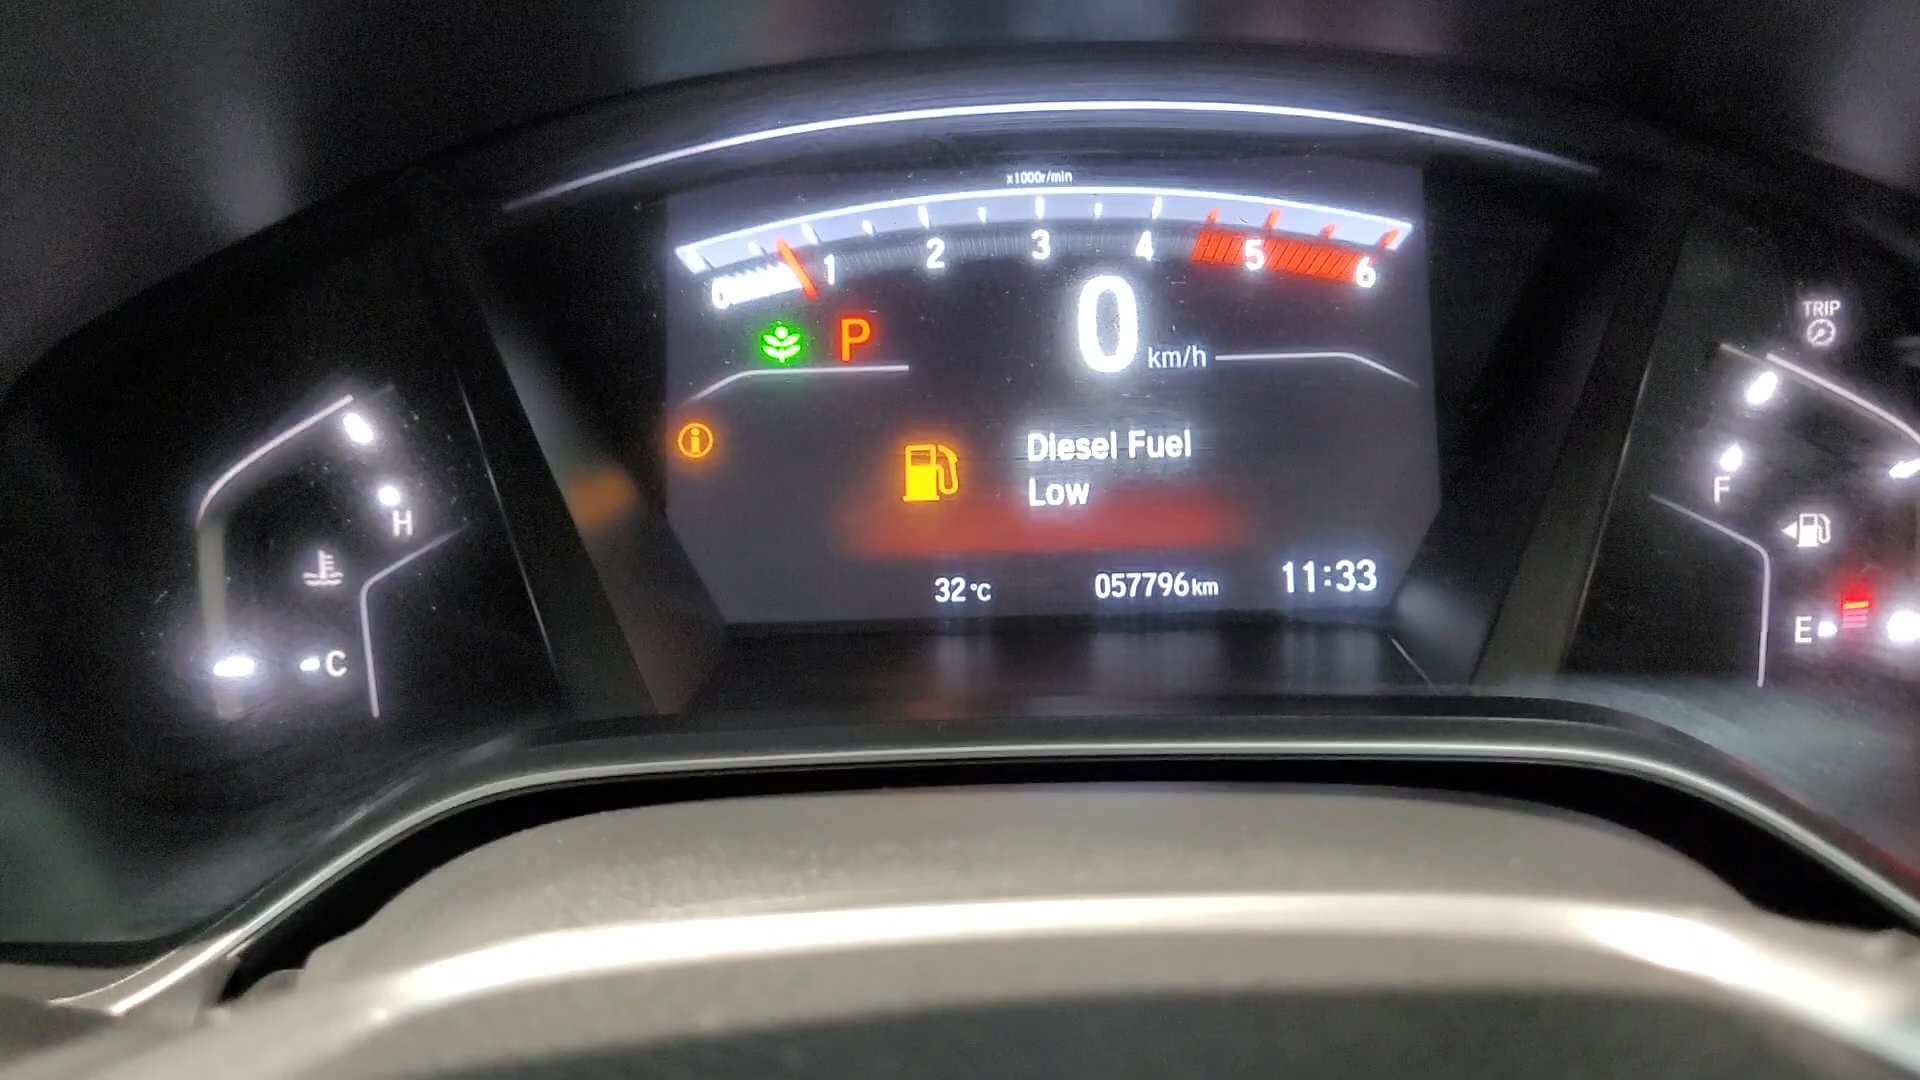 x1000r/min
0 1 2 3 4 5 6
P
0 km/h
TRIP
H
C
Diesel Fuel
Low
F
E
32°C 057796km 11:33